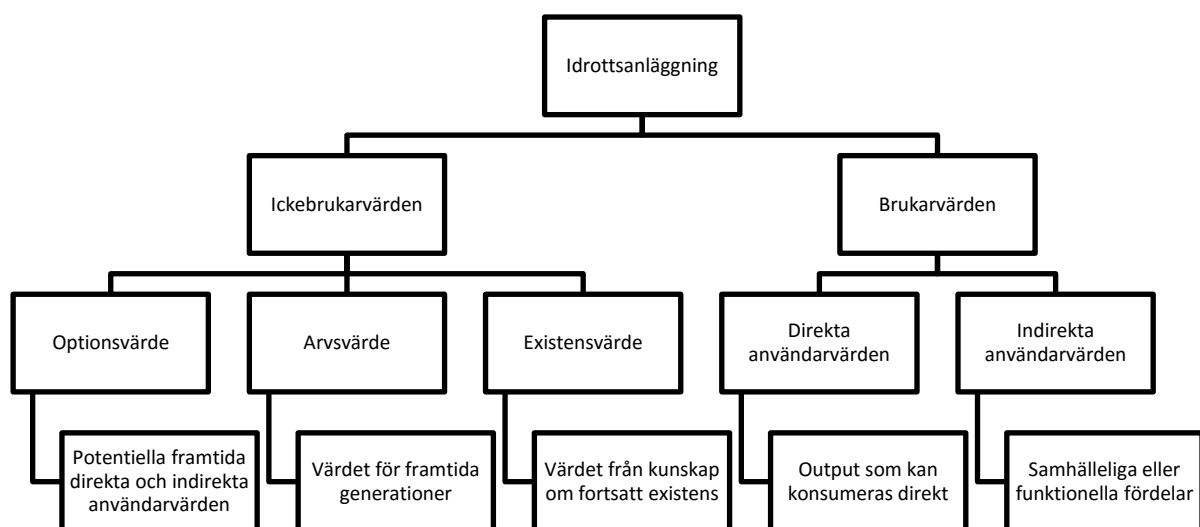 Idrottsanläggning
Ickebrukarvärden
Brukarvärden
Optionsvärde
Arvsvärde
Existensvärde
Direkta
användarvärden
Indirekta
användarvärden
Potentiella framtida
direkta och indirekta
användarvärden
Värdet för framtida
generationer
Värdet från kunskap
om fortsatt existens
Output som kan
konsumeras direkt
Samhälleliga eller
funktionella fördelar